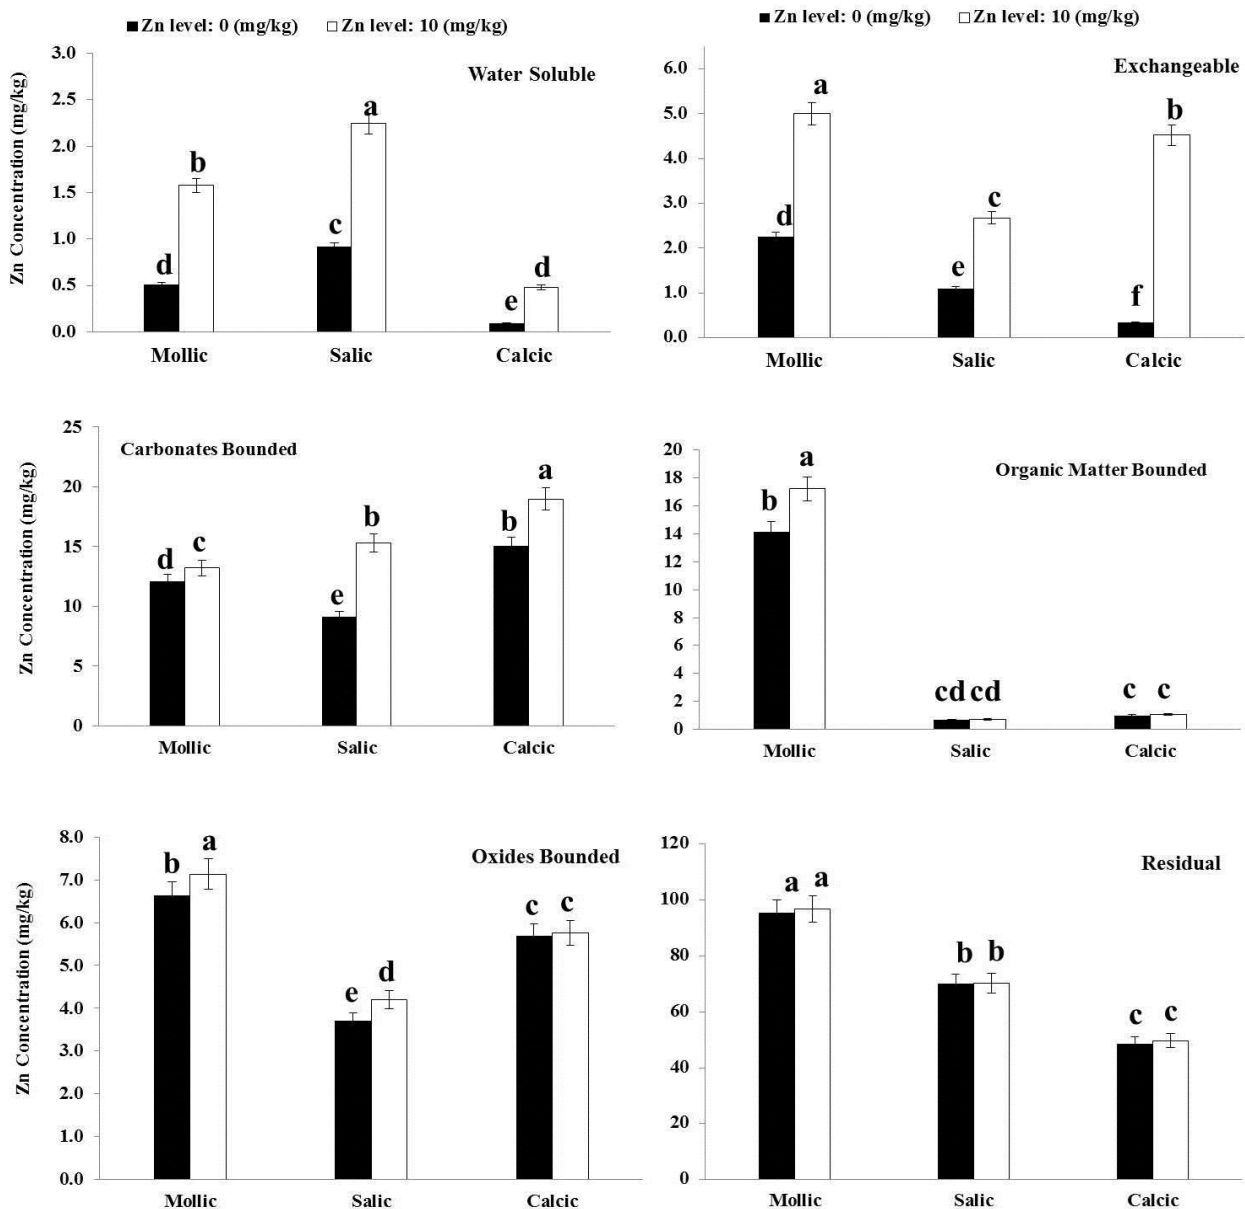 Zn level: 0 (mg/kg) Zn level: 10 (mg/kg)
Zn level: 0 (mg/kg) Zn level: 10 (mg/kg)
Zn Concentration (mg/kg)
Water Soluble
3.0
2.5
2.0
1.5
1.0
0.5
0.0
d b c a e d
Mollic Salic Calcic
Exchangeable
6.0
5.0
4.0
3.0
2.0
1.0
0.0
d a e c f b
Mollic Salic Calcic
Zn Concentration (mg/kg)
Carbonates Bounded
25
20
15
10
5
0
d c e b b a
Mollic Salic Calcic
Organic Matter Bounded
20
18
16
14
12
10
8
6
4
2
0
b a cd cd c c
Mollic Salic Calcic
Zn Concentration (mg/kg)
Oxides Bounded
8.0
7.0
6.0
5.0
4.0
3.0
2.0
1.0
0.0
b a e d c c
Mollic Salic Calcic
Residual
120
100
80
60
40
20
0
a a b b c c
Mollic Salic Calcic